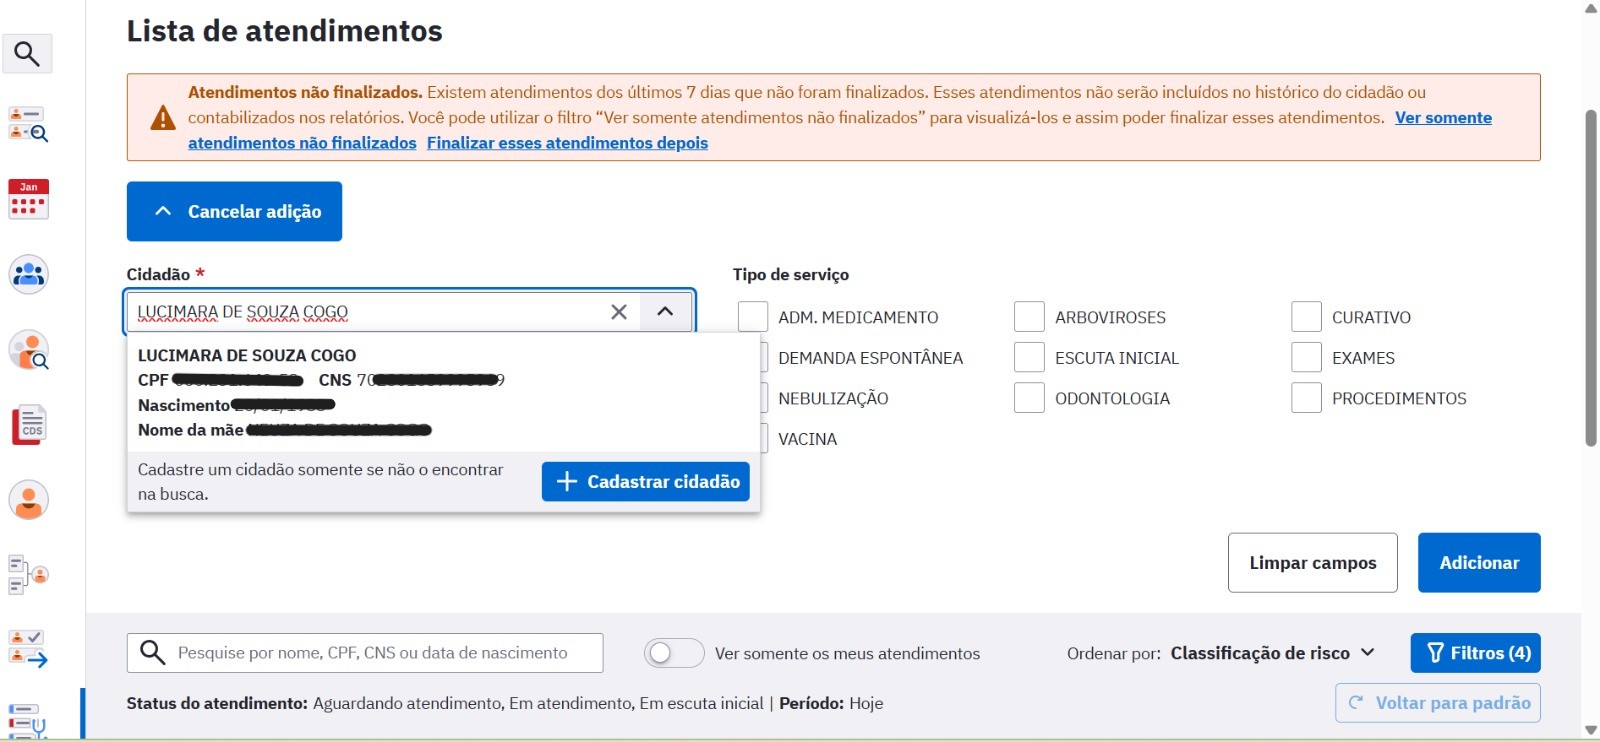 Lista de atendimentos
Atendimentos não finalizados. Existem atendimentos dos últimos 7 dias que não foram finalizados. Esses atendimentos não serão incluídos no histórico do cidadão ou
contabilizados nos relatórios. Você pode utilizar o filtro “Ver somente atendimentos não finalizados” para visualizá-los e assim poder finalizar esses atendimentos. Ver somente
atendimentos não finalizados Finalizar esses atendimentos depois
Jan
Cancelar adição
Cidadão *
LUCIMARA DE SOUZA COGO
LUCIMARA DE SOUZA COGO
CPF CNS 70 9
Nascimento
Nome da mãe
Cadastre um cidadão somente se não o encontrar
na busca.
Cadastrar cidadão
Tipo de serviço
ADM. MEDICAMENTO ARBOVIROSES CURATIVO
DEMANDA ESPONTÂNEA ESCUTA INICIAL EXAMES
NEBULIZAÇÃO ODONTOLOGIA PROCEDIMENTOS
VACINA
CDS
Limpar campos Adicionar
Pesquise por nome, CPF, CNS ou data de nascimento Ver somente os meus atendimentos Ordenar por: Classificação de risco Filtros (4)
Status do atendimento: Aguardando atendimento, Em atendimento, Em escuta inicial | Período: Hoje Voltar para padrão